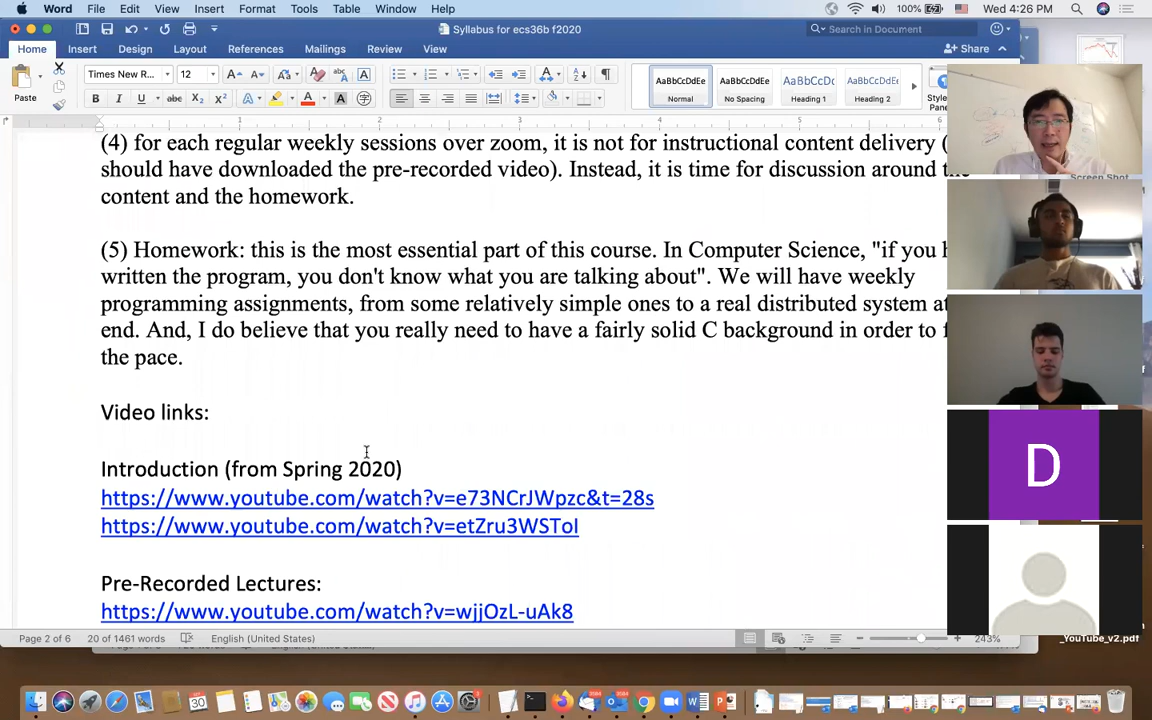 Word File Edit View Insert Format Tools Table Window Help 100% Wed 4:26 PM
Syllabus for ecs36b f2020
Search in Document
Home Insert Design Layout References Mailings Review View
Share
Paste
Times New R... 12
AaBbCcDdEe AaBbCcDdEe AaBbCcDc AaBbCcDdEe
Normal No Spacing Heading 1 Heading 2
1 2 3 4 5
(4) for each regular weekly sessions over zoom, it is not for instructional content delivery (
should have downloaded the pre-recorded video). Instead, it is time for discussion around the
content and the homework.
(5) Homework: this is the most essential part of this course. In Computer Science, "if you h
written the program, you don't know what you are talking about". We will have weekly
programming assignments, from some relatively simple ones to a real distributed system at
end. And, I do believe that you really need to have a fairly solid C background in order to f
the pace.
Video links:
Introduction (from Spring 2020)
https://www.youtube.com/watch?v=e73NCrJWpzc&t=28s
https://www.youtube.com/watch?v=etZru3WSToI
Pre-Recorded Lectures:
https://www.youtube.com/watch?v=wjjOzL-uAk8
D
Page 2 of 6 20 of 1461 words English (United States) 243%
_YouTube_v2.pdf